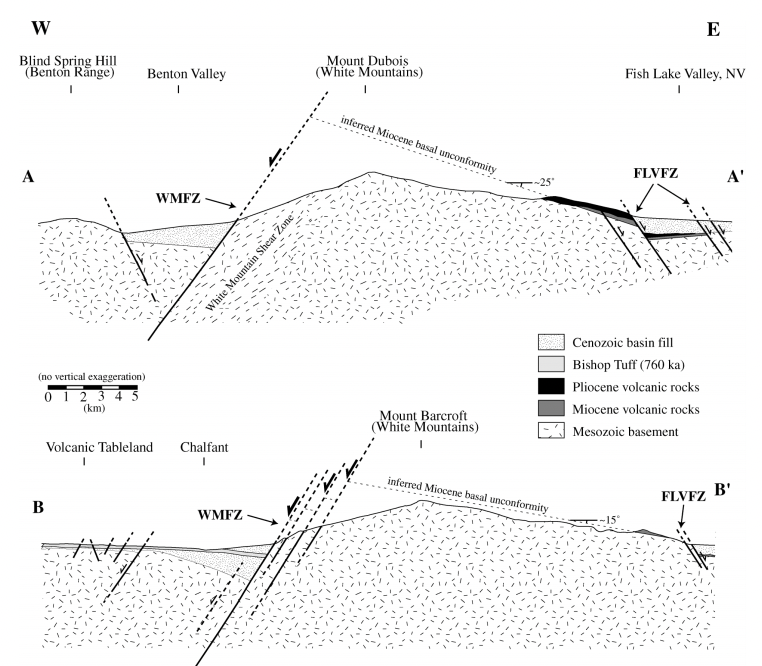 W
E
Blind Spring Hill
(Benton Range)
Benton Valley
Mount Dubois
(White Mountains)
Fish Lake Valley, NV
inferred Miocene basal unconformity
A
~25°
FLVFZ
A'
WMFZ
White Mountain Shear Zone
Cenozoic basin fill
Bishop Tuff (760 ka)
Pliocene volcanic rocks
Miocene volcanic rocks
Mesozoic basement
(no vertical exaggeration)
0 1 2 3 4 5
(km)
Mount Barcroft
(White Mountains)
Volcanic Tableland
Chalfant
inferred Miocene basal unconformity
B
WMFZ
~15°
FLVFZ
B'